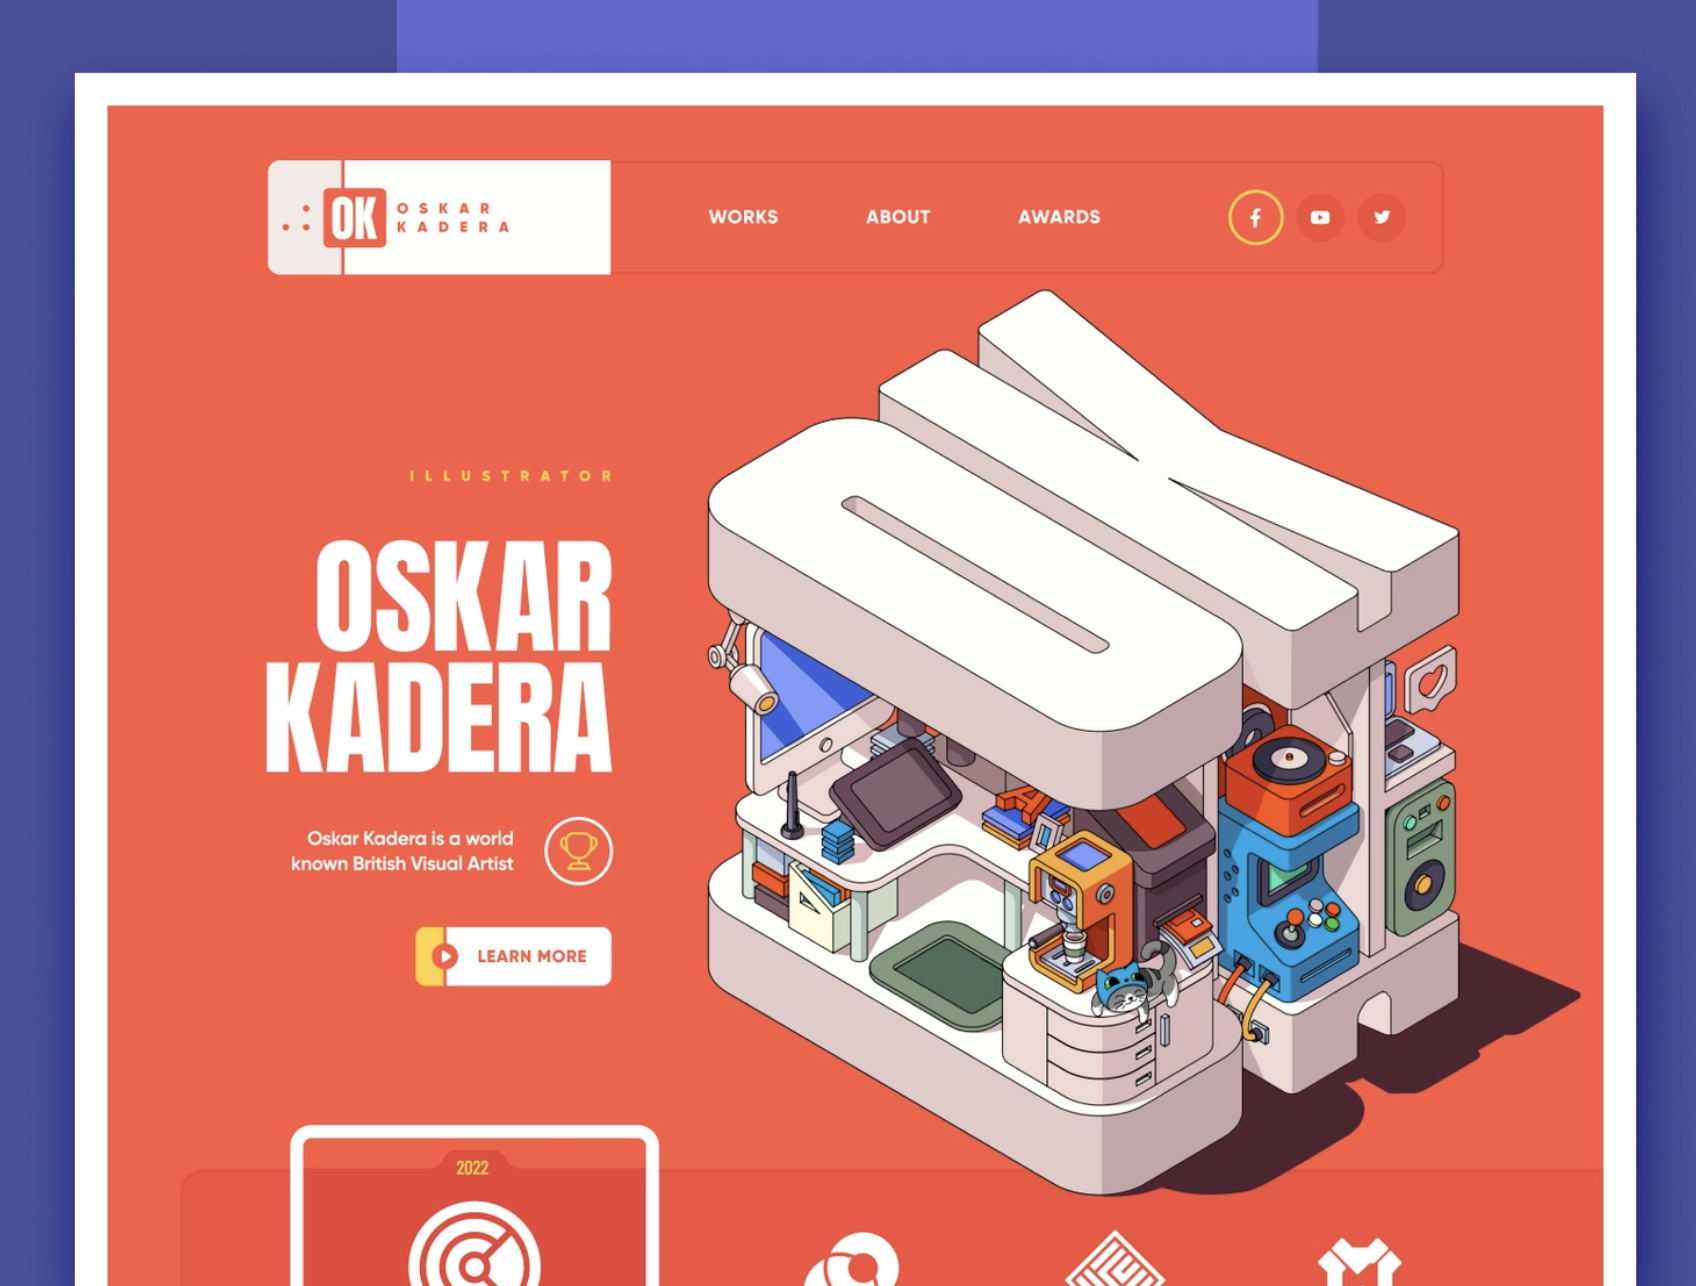 OK
OSKAR
KADERA
WORKS
ABOUT
AWARDS
ILLUSTRATOR
OSKAR
KADERA
Oskar Kadera is a world
known British Visual Artist
LEARN MORE
A
2022